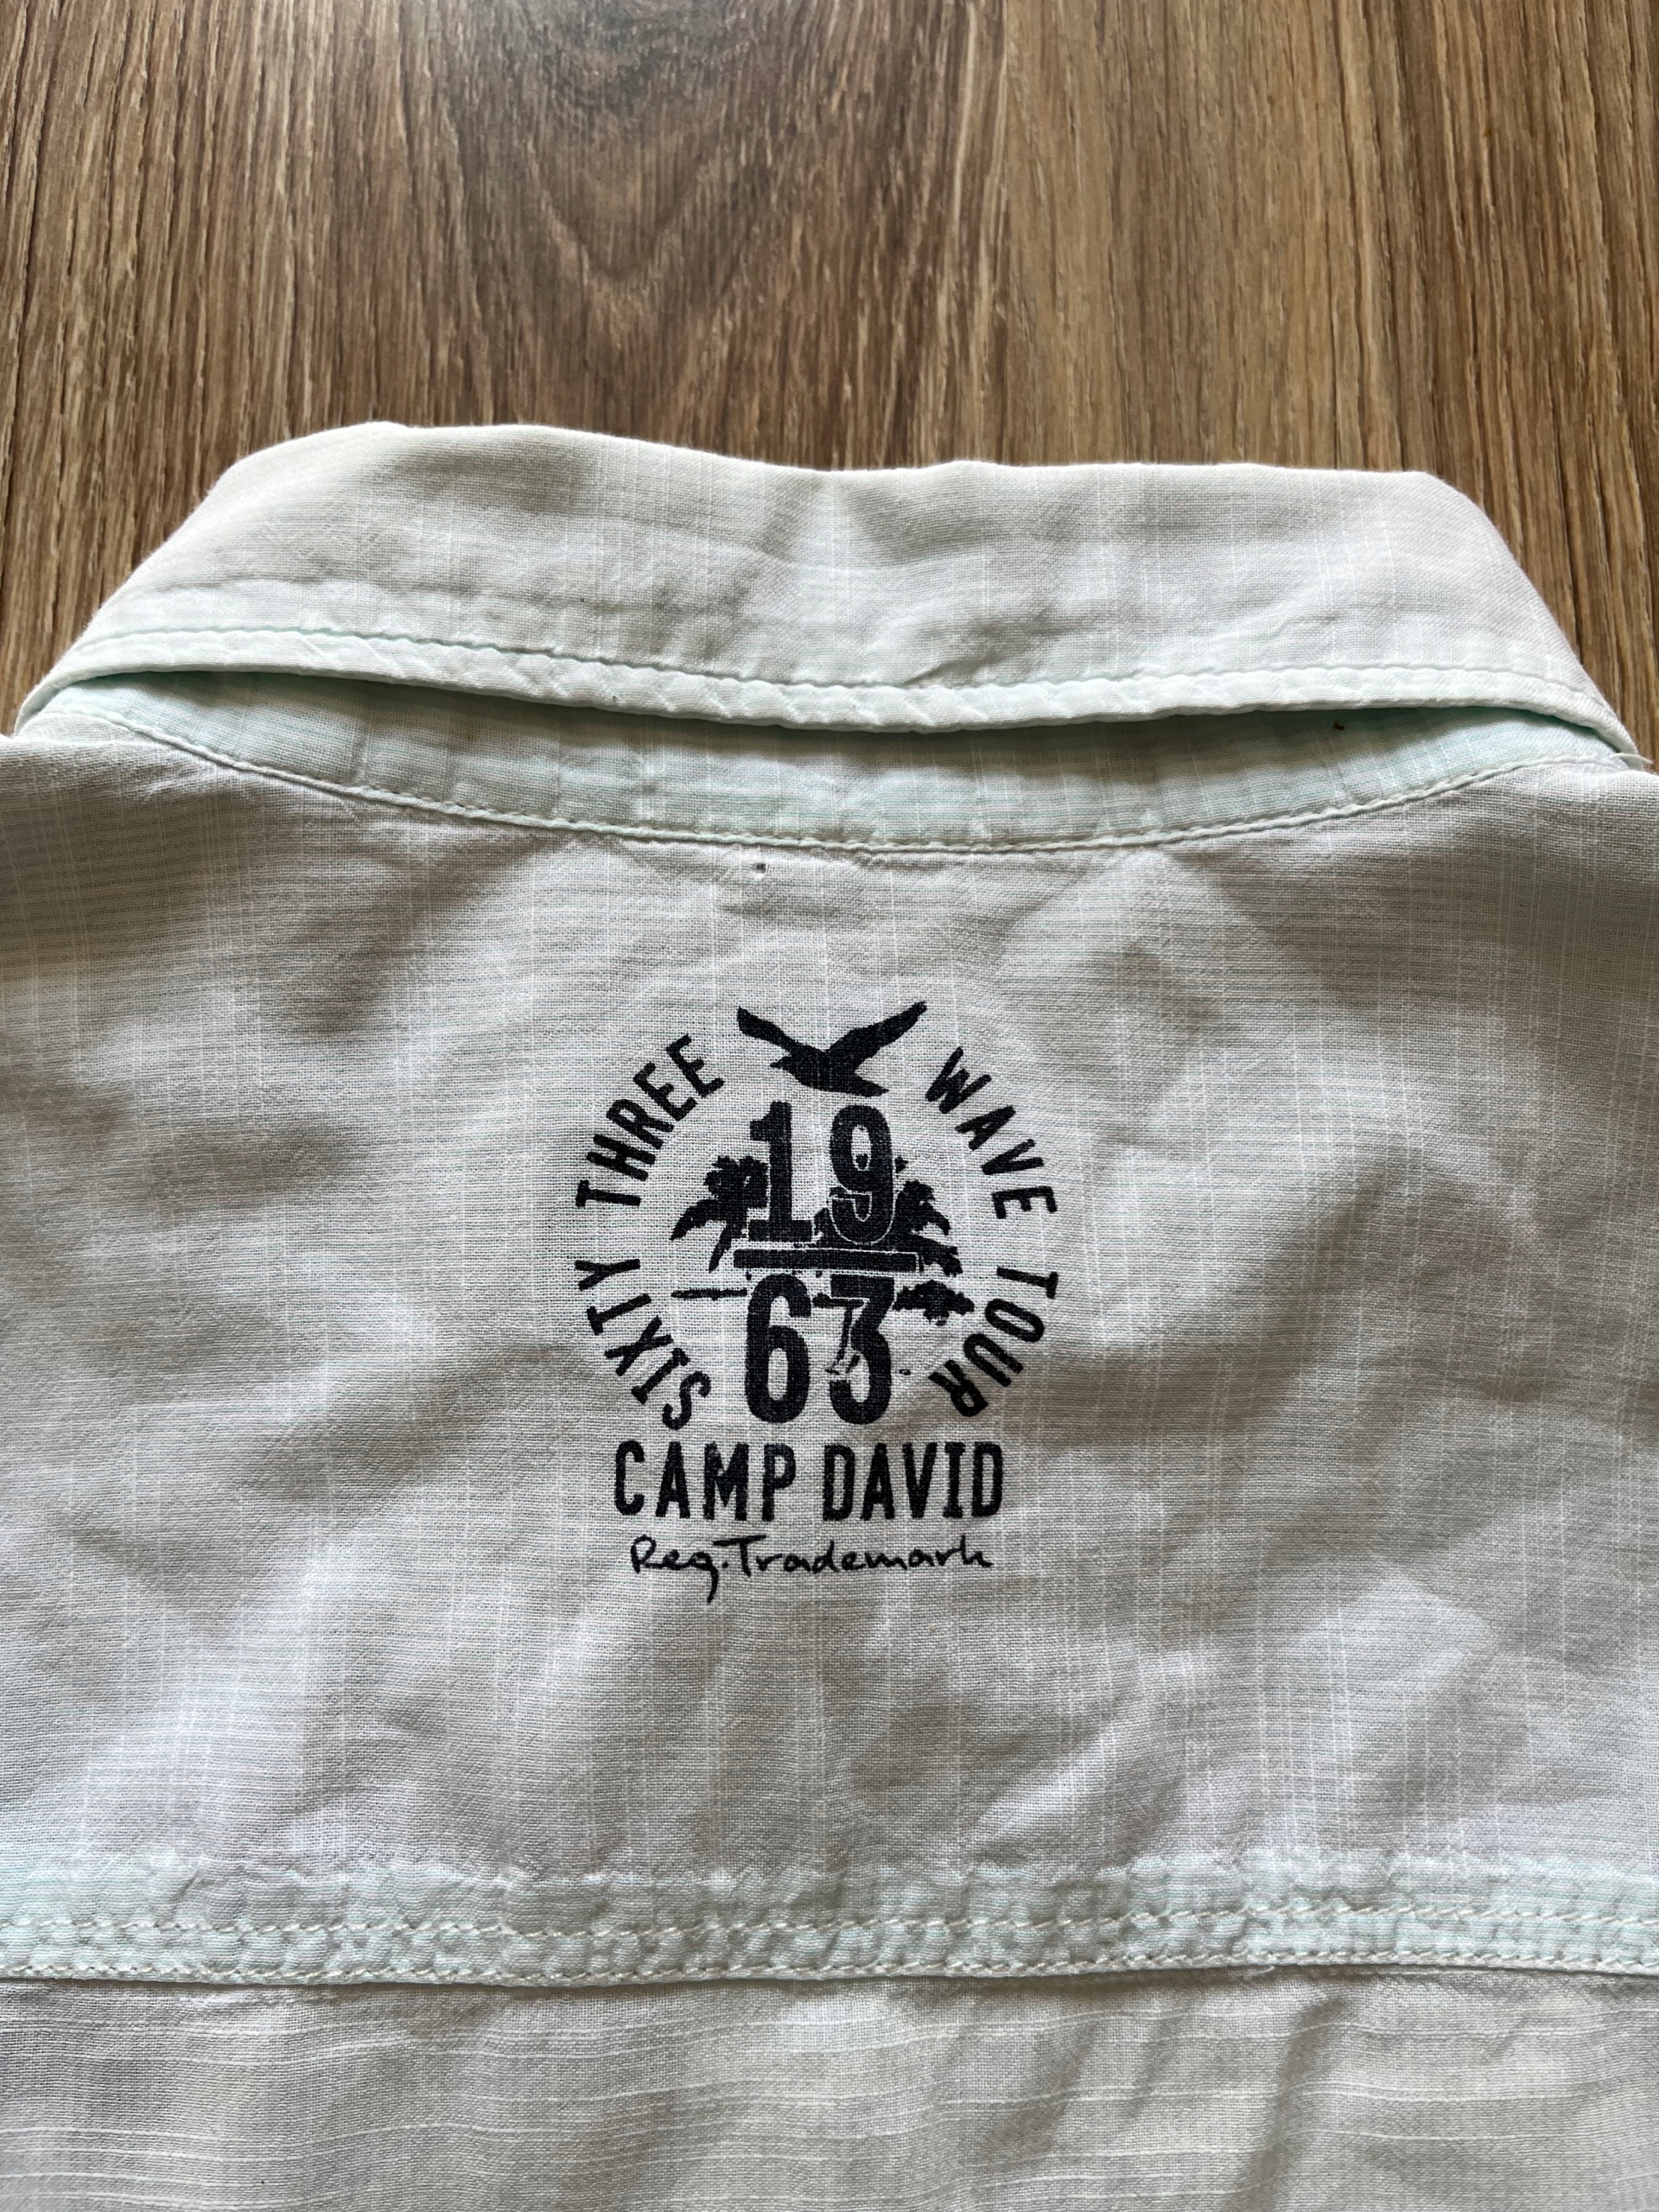 SIXTY THREE WAVE TOUR
19
63
CAMP DAVID
Reg. Trademark